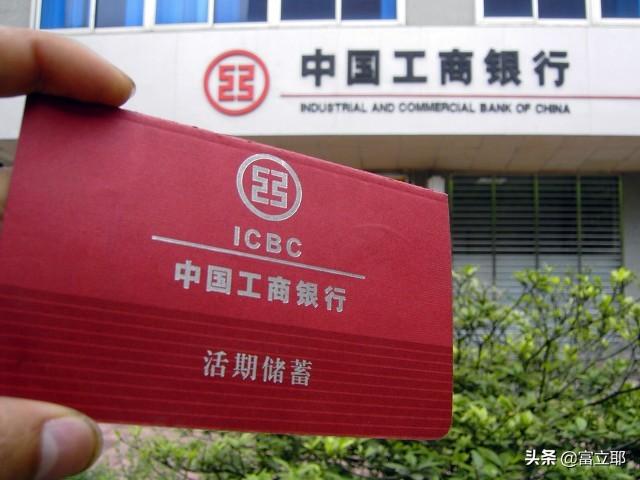 中国工商银行
INDUSTRIAL AND COMMERCIAL BANK OF CHINA
ICBC
中国工商银行
活期储蓄
头条 @富立耶